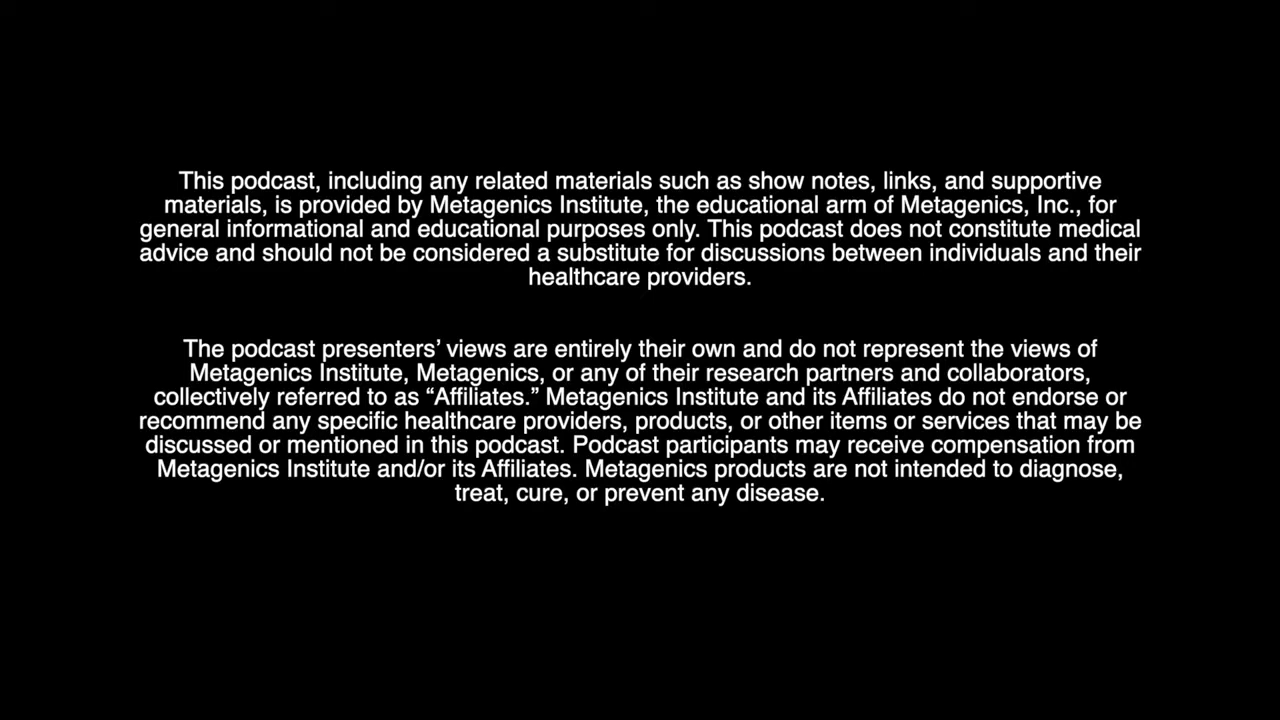 This podcast, including any related materials such as show notes, links, and supportive
materials, is provided by Metagenics Institute, the educational arm of Metagenics, Inc., for
general informational and educational purposes only. This podcast does not constitute medical
advice and should not be considered a substitute for discussions between individuals and their
healthcare providers.
The podcast presenters’ views are entirely their own and do not represent the views of
Metagenics Institute, Metagenics, or any of their research partners and collaborators,
collectively referred to as “Affiliates.” Metagenics Institute and its Affiliates do not endorse or
recommend any specific healthcare providers, products, or other items or services that may be
discussed or mentioned in this podcast. Podcast participants may receive compensation from
Metagenics Institute and/or its Affiliates. Metagenics products are not intended to diagnose,
treat, cure, or prevent any disease.